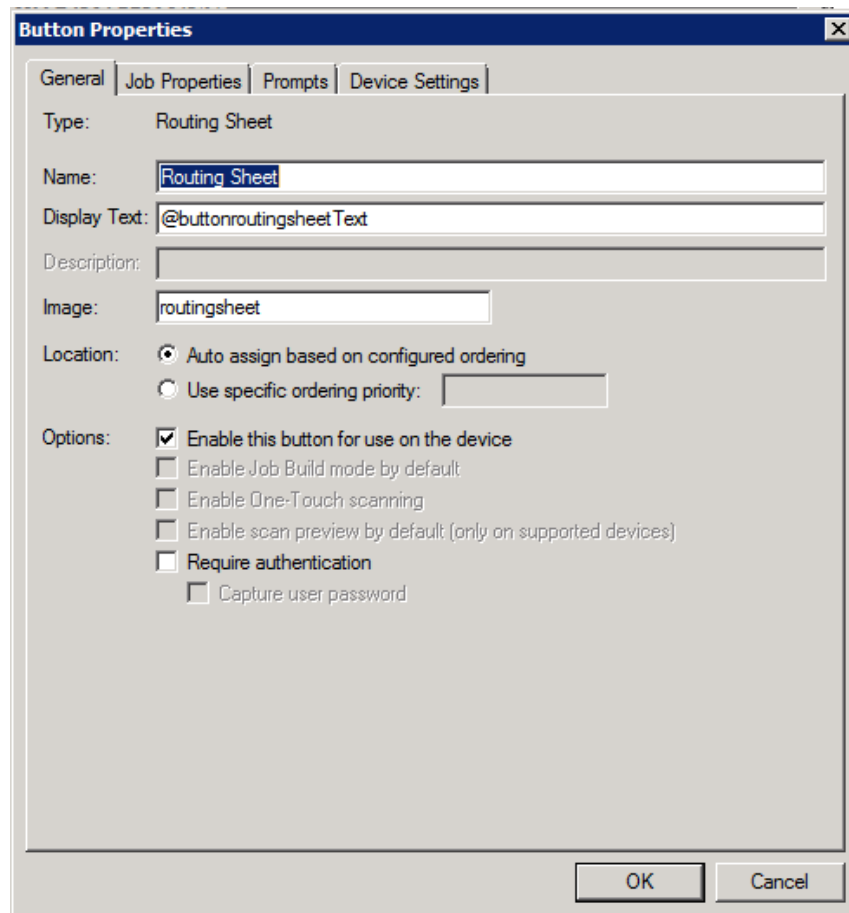 Button Properties
General Job Properties Prompts Device Settings
Type: Routing Sheet
Name: Routing Sheet
Display Text: @buttonroutingsheetText
Description:
Image: routingsheet
Location: Auto assign based on configured ordering
Use specific ordering priority:
Options: Enable this button for use on the device
Enable Job Build mode by default
Enable One-Touch scanning
Enable scan preview by default (only on supported devices)
Require authentication
Capture user password
OK Cancel